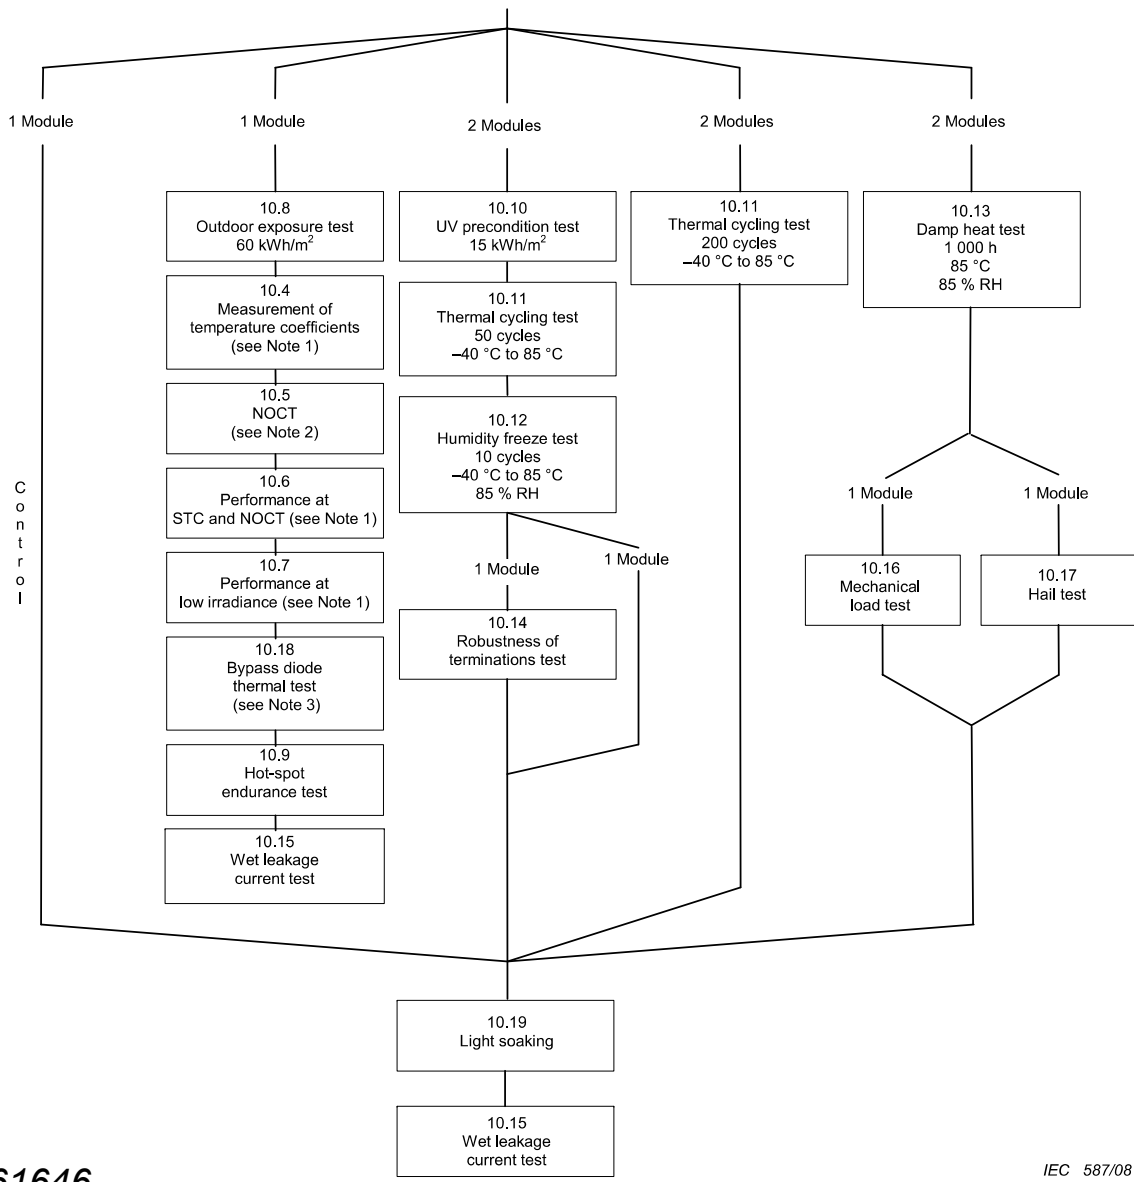 1 Module
1 Module
2 Modules
2 Modules
2 Modules
10.8
Outdoor exposure test
60 kWh/m²
10.4
Measurement of
temperature coefficients
(see Note 1)
10.5
NOCT
(see Note 2)
10.6
Performance at
STC and NOCT (see Note 1)
10.7
Performance at
low irradiance (see Note 1)
10.18
Bypass diode
thermal test
(see Note 3)
10.9
Hot-spot
endurance test
10.15
Wet leakage
current test
10.10
UV precondition test
15 kWh/m²
10.11
Thermal cycling test
50 cycles
–40 °C to 85 °C
10.12
Humidity freeze test
10 cycles
–40 °C to 85 °C
85 % RH
1 Module
1 Module
10.14
Robustness of
terminations test
10.11
Thermal cycling test
200 cycles
–40 °C to 85 °C
10.13
Damp heat test
1 000 h
85 °C
85 % RH
1 Module
1 Module
10.16
Mechanical
load test
10.17
Hail test
Control
10.19
Light soaking
10.15
Wet leakage
current test
61646
IEC 587/08